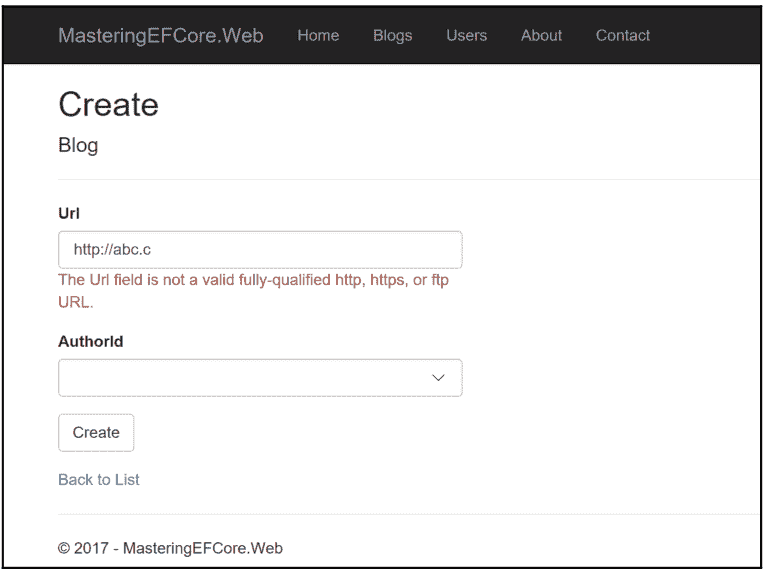 MasteringEFCore.Web Home Blogs Users About Contact
Create
Blog
Url
http://abc.c
The Url field is not a valid fully-qualified http, https, or ftp
URL.
AuthorId
Create
Back to List
© 2017 - MasteringEFCore.Web